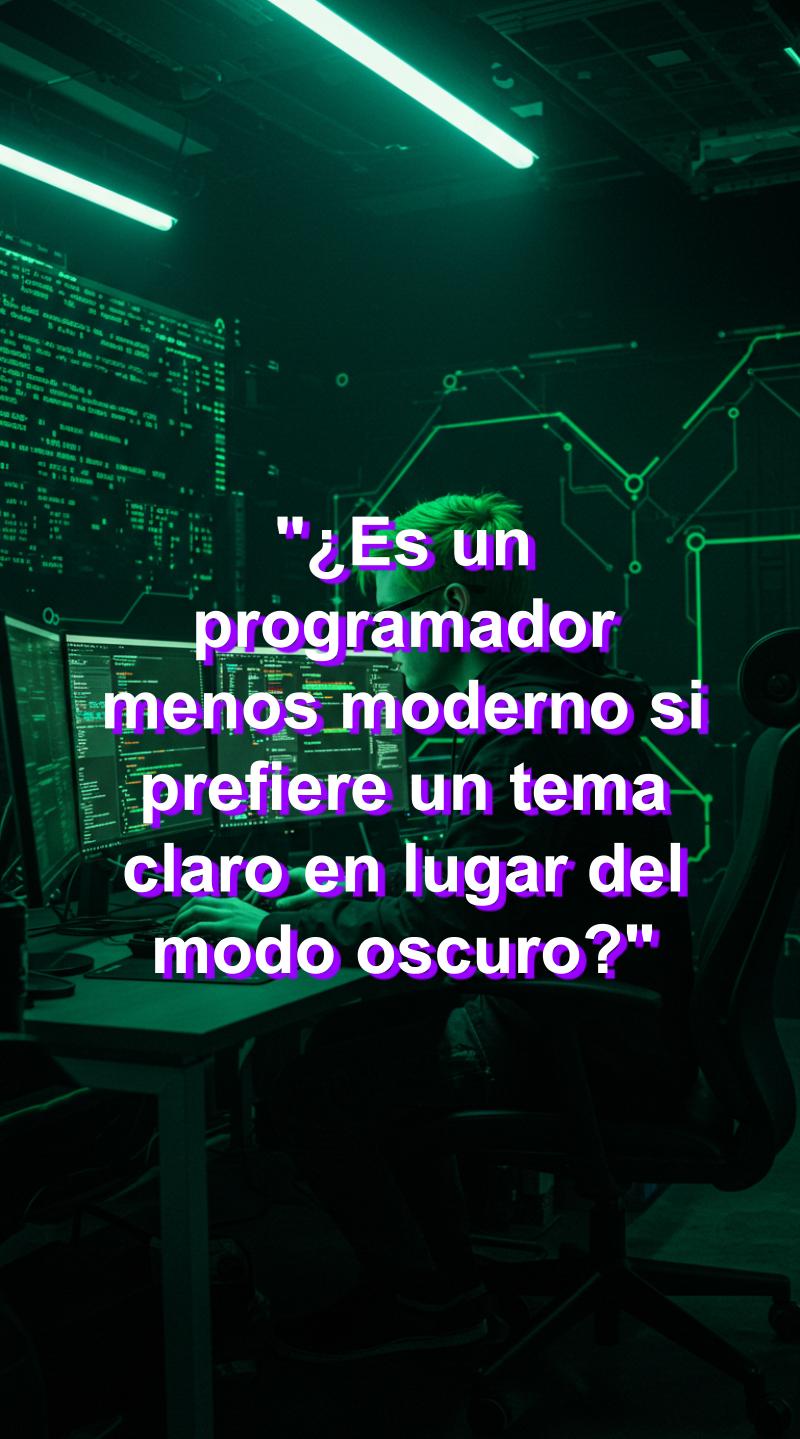 "¿Es un
programador
menos moderno si
prefiere un tema
claro en lugar del
modo oscuro?"